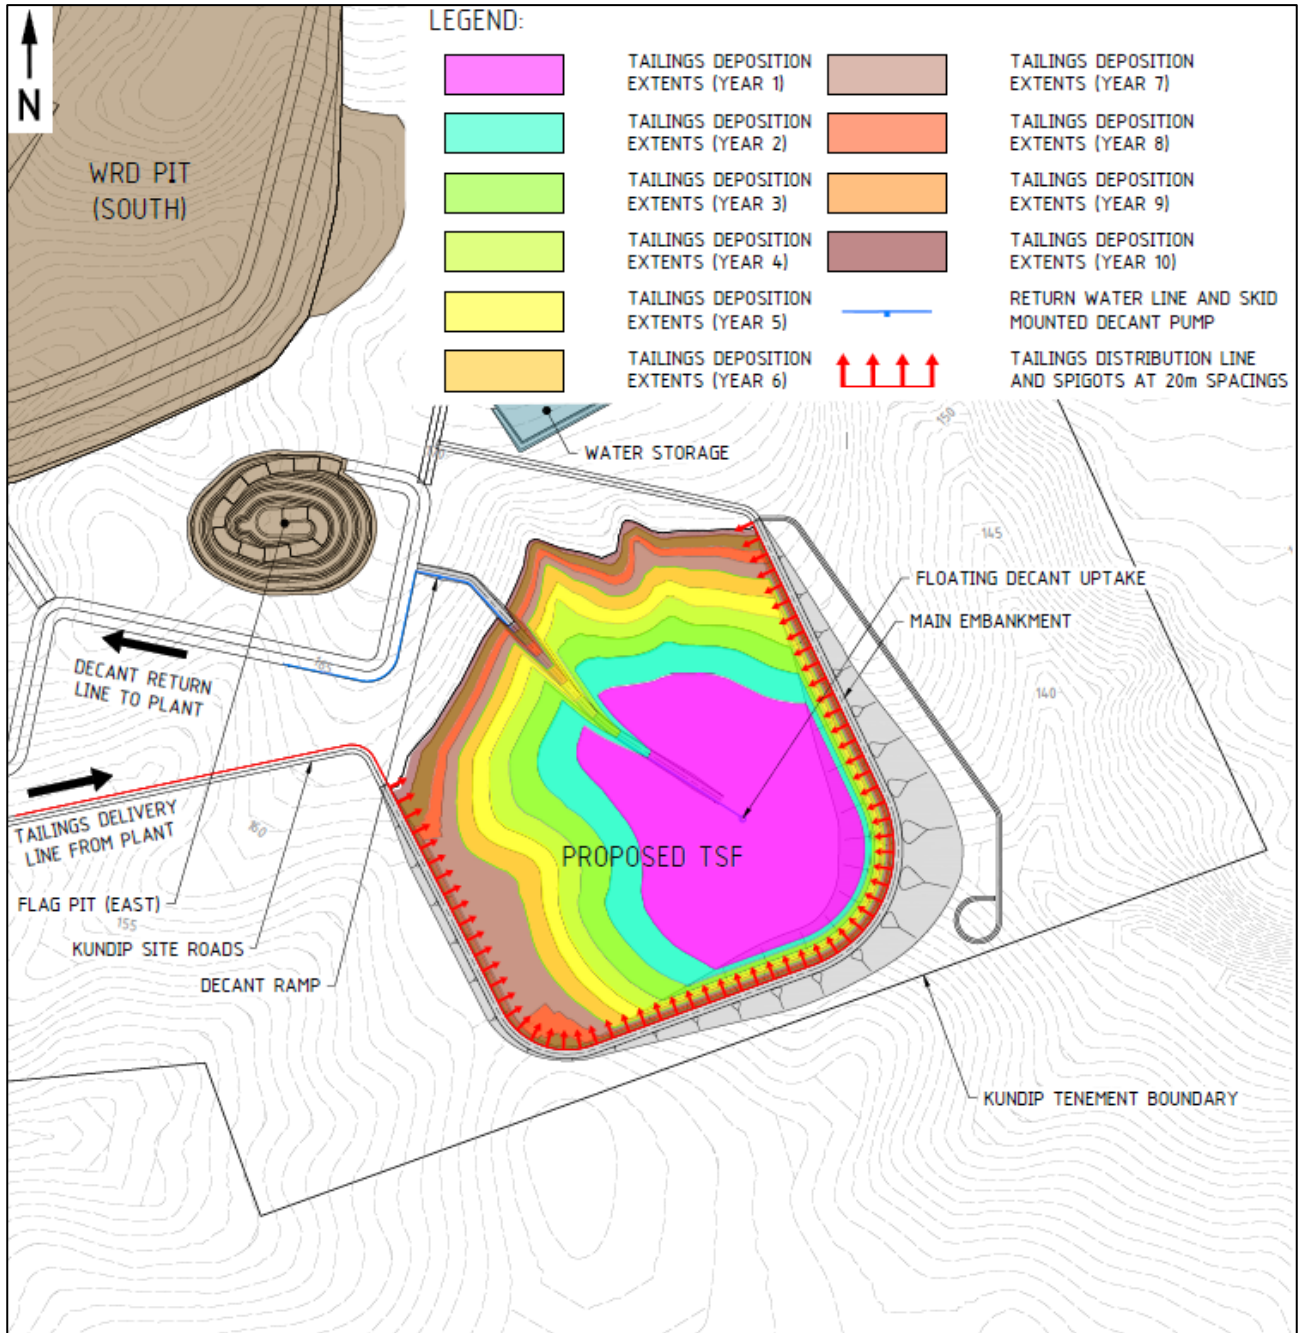 N
LEGEND:
TAILINGS DEPOSITION
EXTENTS (YEAR 1)
TAILINGS DEPOSITION
EXTENTS (YEAR 2)
TAILINGS DEPOSITION
EXTENTS (YEAR 3)
TAILINGS DEPOSITION
EXTENTS (YEAR 4)
TAILINGS DEPOSITION
EXTENTS (YEAR 5)
TAILINGS DEPOSITION
EXTENTS (YEAR 6)
TAILINGS DEPOSITION
EXTENTS (YEAR 7)
TAILINGS DEPOSITION
EXTENTS (YEAR 8)
TAILINGS DEPOSITION
EXTENTS (YEAR 9)
TAILINGS DEPOSITION
EXTENTS (YEAR 10)
RETURN WATER LINE AND SKID
MOUNTED DECANT PUMP
TAILINGS DISTRIBUTION LINE
AND SPIGOTS AT 20m SPACINGS
WRD PIT
(SOUTH)
150
WATER STORAGE
145
FLOATING DECANT UPTAKE
MAIN EMBANKMENT
165
DECANT RETURN
LINE TO PLANT
140
TAILINGS DELIVERY
LINE FROM PLANT
160
PROPOSED TSF
FLAG PIT (EAST)
155
KUNDIP SITE ROADS
DECANT RAMP
KUNDIP TENEMENT BOUNDARY